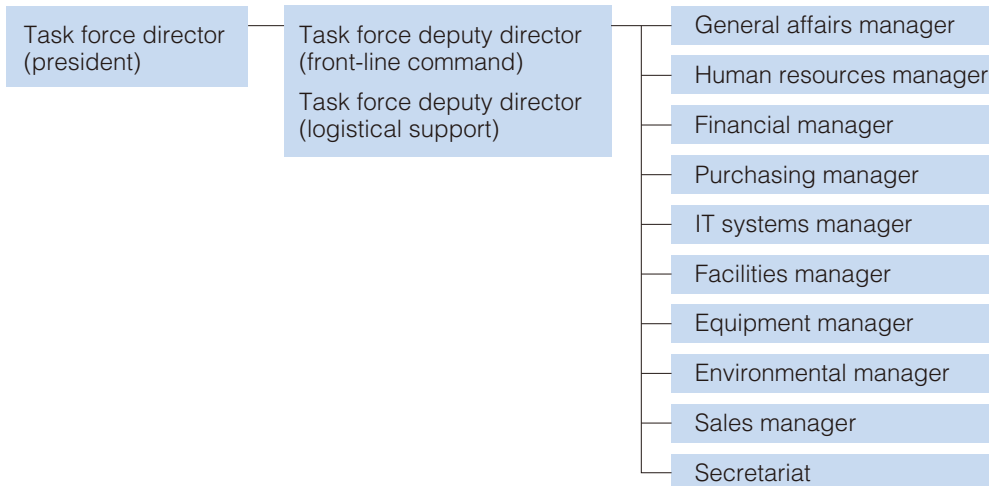 Task force director
(president)
Task force deputy director
(front-line command)
Task force deputy director
(logistical support)
General affairs manager
Human resources manager
Financial manager
Purchasing manager
IT systems manager
Facilities manager
Equipment manager
Environmental manager
Sales manager
Secretariat